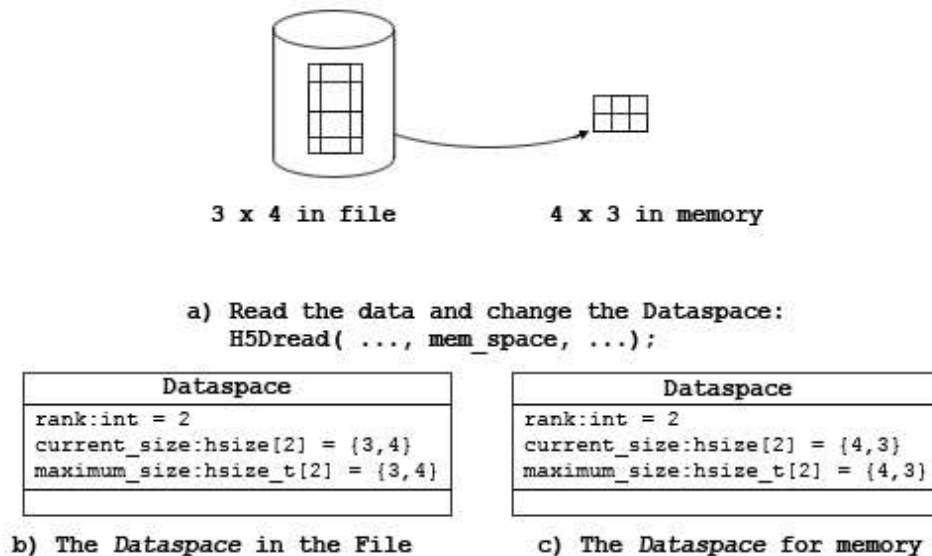 3 x 4 in file
4 x 3 in memory
a) Read the data and change the Dataspace:
H5Dread( ..., mem_space, ...);
Dataspace
rank:int = 2
current_size:hsize[2] = {3,4}
maximum_size:hsize_t[2] = {3,4}
b) The Dataspace in the File
Dataspace
rank:int = 2
current_size:hsize[2] = {4,3}
maximum_size:hsize_t[2] = {4,3}
c) The Dataspace for memory